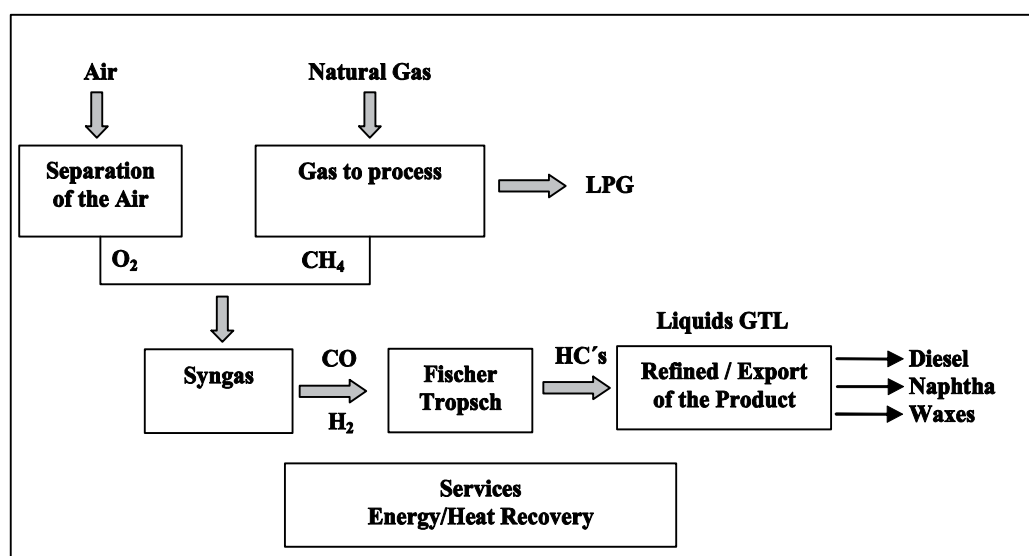 Air
Natural Gas
Separation
of the Air
Gas to process
LPG
O₂
CH₄
Liquids GTL
Syngas
CO
H₂
Fischer
Tropsch
HC´s
Refined / Export
of the Product
Diesel
Naphtha
Waxes
Services
Energy/Heat Recovery